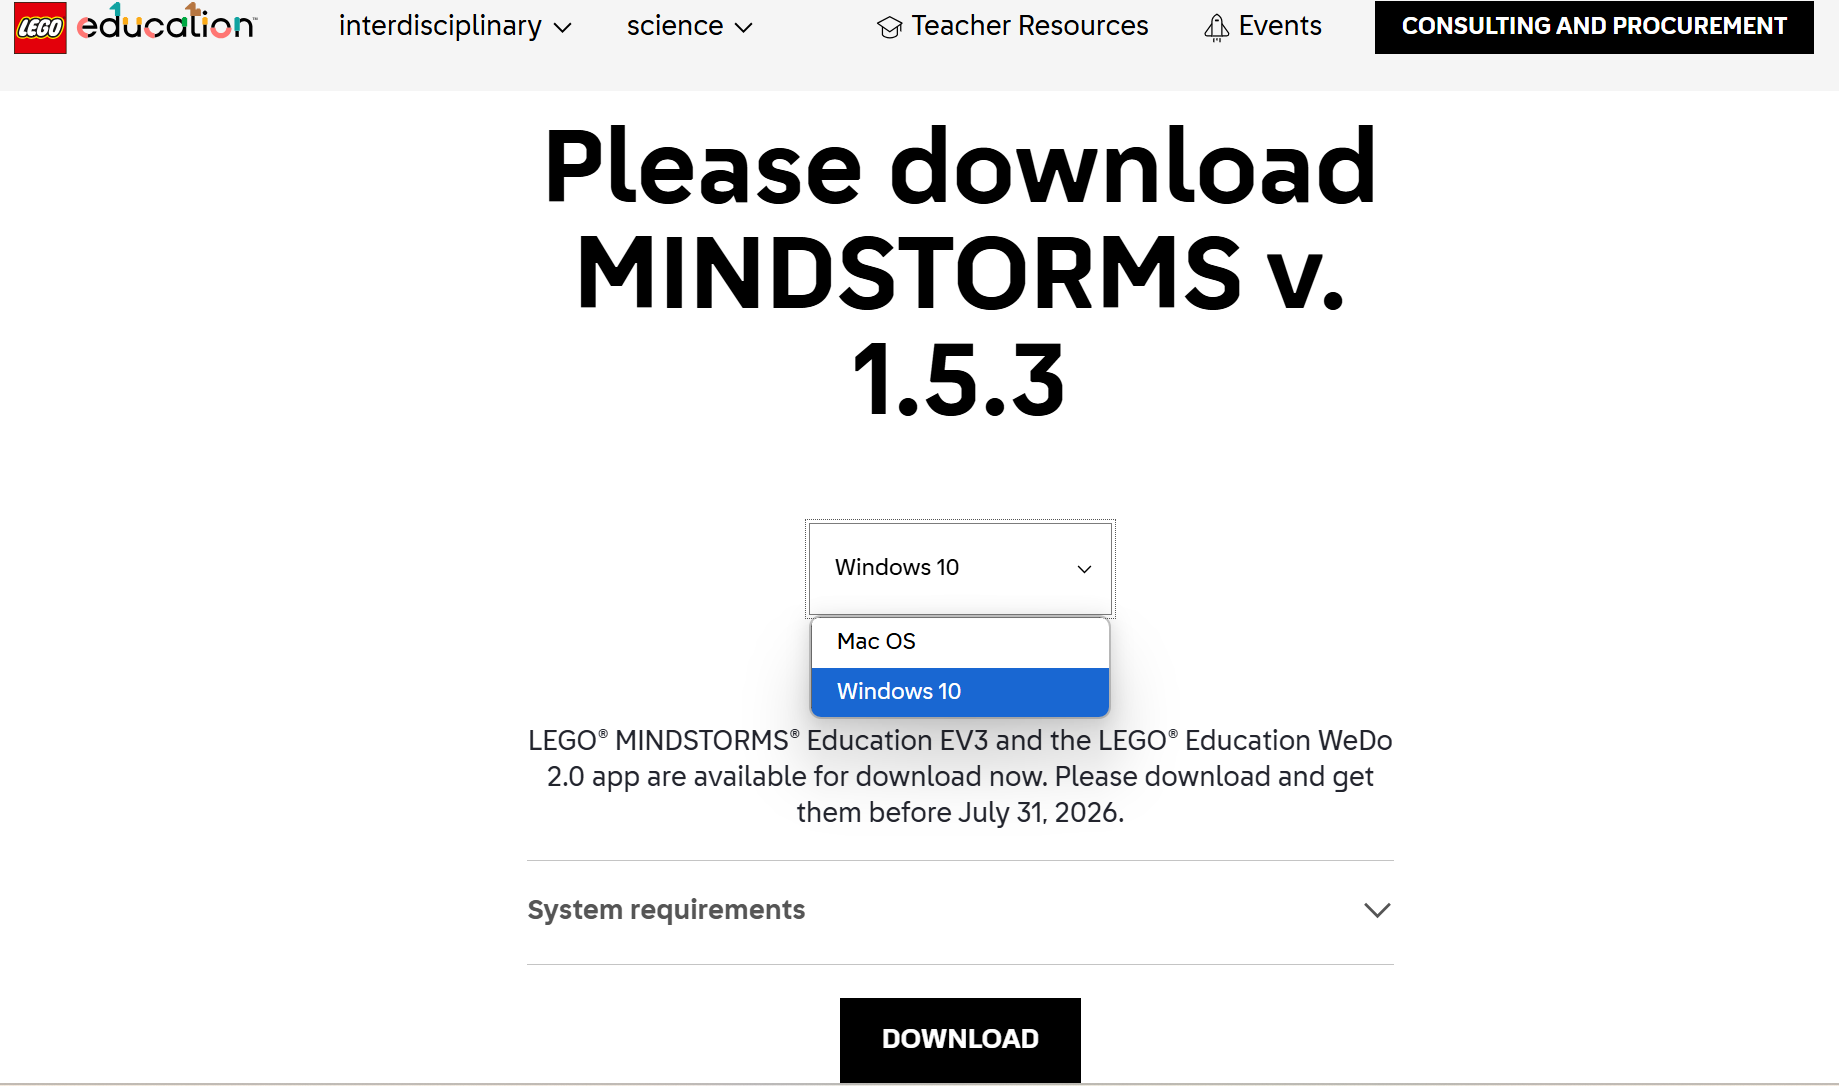 LEGO education™ interdisciplinary science Teacher Resources Events CONSULTING AND PROCUREMENT
Please download
MINDSTORMS v.
1.5.3
Windows 10
Mac OS
Windows 10
LEGO® MINDSTORMS® Education EV3 and the LEGO® Education WeDo
2.0 app are available for download now. Please download and get
them before July 31, 2026.
System requirements
DOWNLOAD